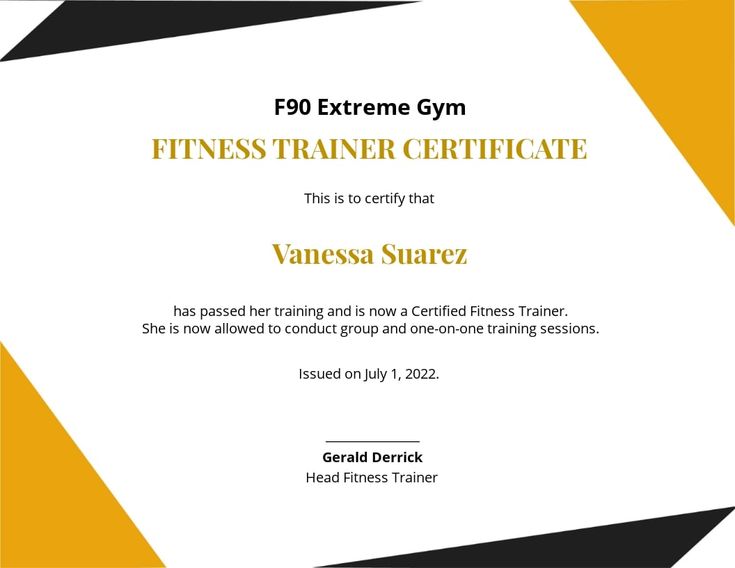 F90 Extreme Gym
FITNESS TRAINER CERTIFICATE
This is to certify that
Vanessa Suarez
has passed her training and is now a Certified Fitness Trainer.
She is now allowed to conduct group and one-on-one training sessions.
Issued on July 1, 2022.
Gerald Derrick
Head Fitness Trainer